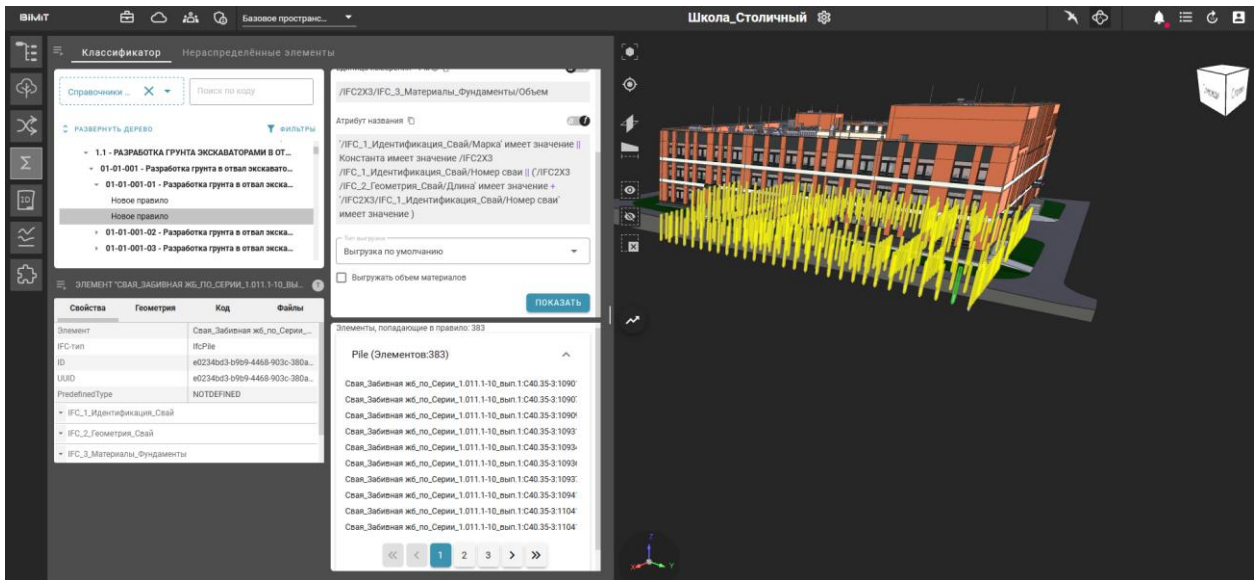 BIMIT
Базовое пространс...
Школа_Столичный
Классификатор
Нераспределённые элементы
Справочники ...
Поиск по коду
РАЗВЕРНУТЬ ДЕРЕВО
ФИЛЬТРЫ
1.1 - РАЗРАБОТКА ГРУНТА ЭКСКАВАТОРАМИ В ОТ...
01-01-001 - Разработка грунта в отвал экскавато...
01-01-001-01 - Разработка грунта в отвал экска...
Новое правило
Новое правило
01-01-001-02 - Разработка грунта в отвал экска...
01-01-001-03 - Разработка грунта в отвал экска...
ЭЛЕМЕНТ "СВАЯ_ЗАБИВНАЯ ЖБ_ПО_СЕРИИ_1.011.1-10_ВЫ...
Свойства
Геометрия
Код
Файлы
Элемент
Свая_Забивная жб_по_Серии_...
IFC-тип
IfcPile
ID
e0234bd3-b9b9-4468-903c-380a...
UUID
e0234bd3-b9b9-4468-903c-380a...
PredefinedType
NOTDEFINED
IFC_1_Идентификация_Свай
IFC_2_Геометрия_Свай
IFC_3_Материалы_Фундаменты
/IFC2X3/IFC_3_Материалы_Фундаменты/Объем
Атрибут названия
'/IFC_1_Идентификация_Свай/Марка' имеет значение ||
Константа имеет значение /IFC2X3
/IFC_1_Идентификация_Свай/Номер сваи || ('/IFC2X3
/IFC_2_Геометрия_Свай/Длина' имеет значение +
'/IFC2X3/IFC_1_Идентификация_Свай/Номер сваи'
имеет значение )
Тип выгрузки
Выгрузка по умолчанию
Выгружать объем материалов
ПОКАЗАТЬ
Элементы, попадающие в правило: 383
Pile (Элементов:383)
Свая_Забивная жб_по_Серии_1.011.1-10_вып.1:С40.35-3:1090
Свая_Забивная жб_по_Серии_1.011.1-10_вып.1:С40.35-3:1090
Свая_Забивная жб_по_Серии_1.011.1-10_вып.1:С40.35-3:1090
Свая_Забивная жб_по_Серии_1.011.1-10_вып.1:С40.35-3:1093
Свая_Забивная жб_по_Серии_1.011.1-10_вып.1:С40.35-3:1093
Свая_Забивная жб_по_Серии_1.011.1-10_вып.1:С40.35-3:1093
Свая_Забивная жб_по_Серии_1.011.1-10_вып.1:С40.35-3:1093
Свая_Забивная жб_по_Серии_1.011.1-10_вып.1:С40.35-3:1094
Свая_Забивная жб_по_Серии_1.011.1-10_вып.1:С40.35-3:1104
Свая_Забивная жб_по_Серии_1.011.1-10_вып.1:С40.35-3:1104
1 2 3
Z
X
Y